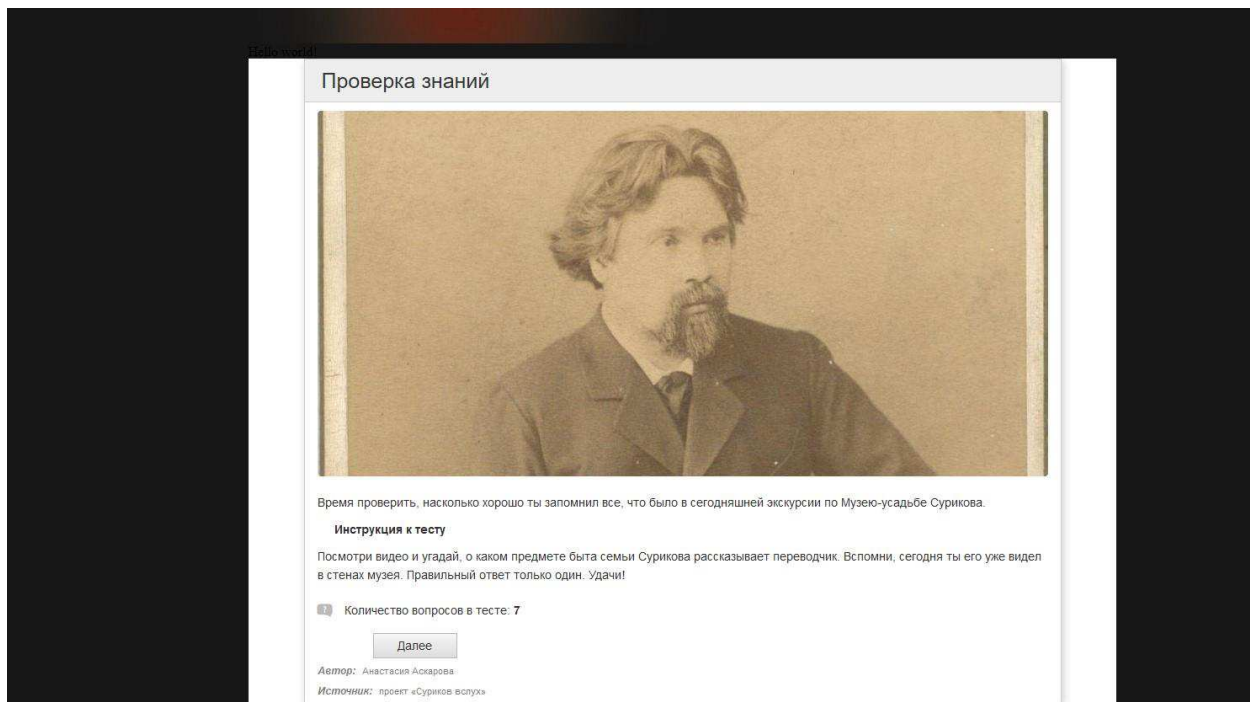 Hello world!
Проверка знаний
Время проверить, насколько хорошо ты запомнил все, что было в сегодняшней экскурсии по Музею-усадьбе Сурикова.
Инструкция к тесту
Посмотри видео и угадай, о каком предмете быта семьи Сурикова рассказывает переводчик. Вспомни, сегодня ты его уже видел
в стенах музея. Правильный ответ только один. Удачи!
? Количество вопросов в тесте: 7
Далее
Автор: Анастасия Аскарова
Источник: проект «Суриков вслух»